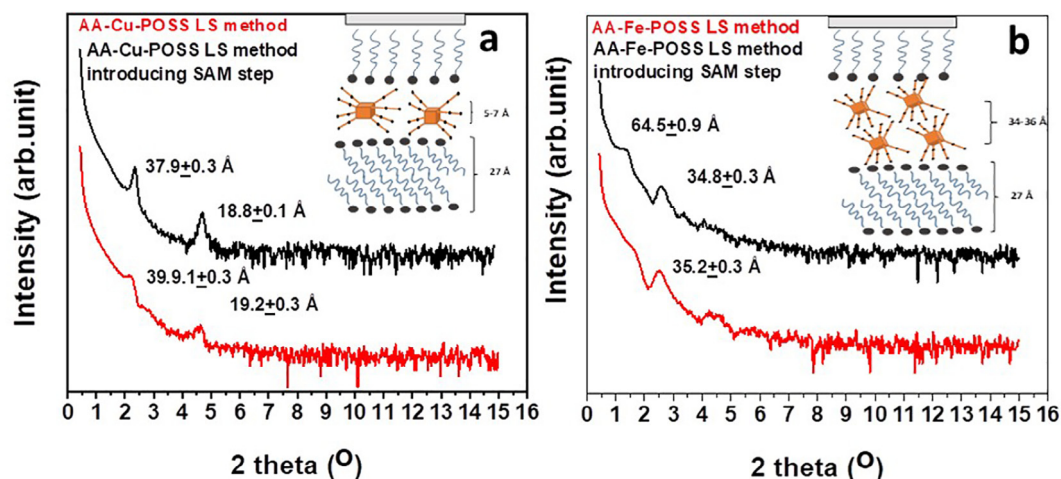 AA-Cu-POSS LS method
AA-Cu-POSS LS method
introducing SAM step
a
5-7 Å
27 Å
37.9±0.3 Å
18.8±0.1 Å
39.9.1±0.3 Å
19.2±0.3 Å
Intensity (arb.unit)
0 1 2 3 4 5 6 7 8 9 10 11 12 13 14 15 16
2 theta (O)
AA-Fe-POSS LS method
AA-Fe-POSS LS method
introducing SAM step
b
34-36 Å
27 Å
64.5±0.9 Å
34.8±0.3 Å
35.2±0.3 Å
Intensity (arb.unit)
0 1 2 3 4 5 6 7 8 9 10 11 12 13 14 15 16
2 theta (O)